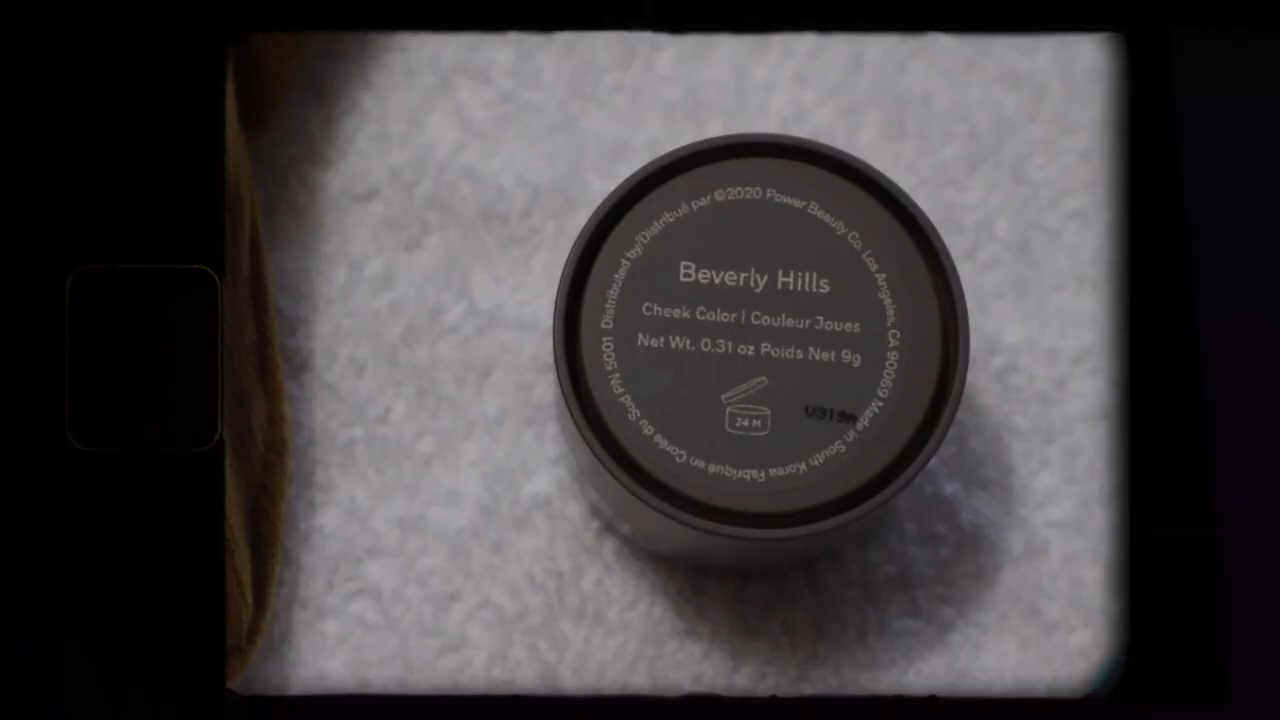 Beverly Hills
Cheek Color | Couleur Joues
Net Wt. 0.31 oz Poids Net 9g
24 M
Distributed by/Distribué par ©2020 Power Beauty Co. Los Angeles, CA 90069 Made in South Korea Fabriqué en Corée du Sud PN 5001